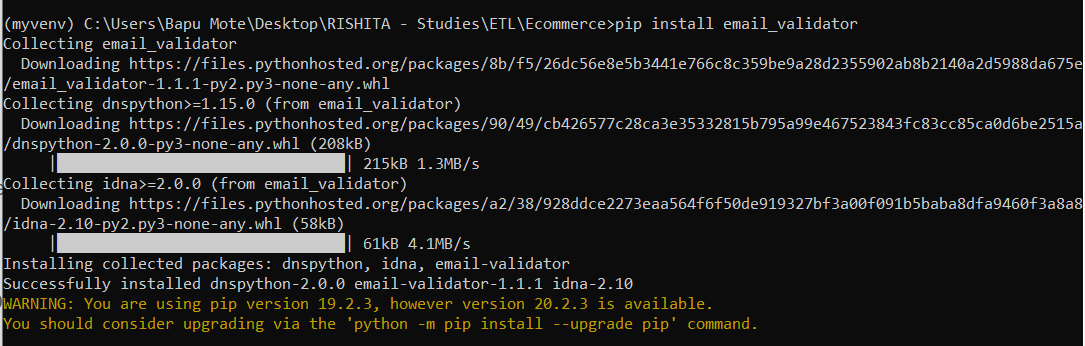 (myvenv) C:\Users\Bapu Mote\Desktop\RISHITA - Studies\ETL\Ecommerce>pip install email_validator
Collecting email_validator
  Downloading https://files.pythonhosted.org/packages/8b/f5/26dc56e8e5b3441e766c8c359be9a28d2355902ab8b2140a2d5988da675e
/email_validator-1.1.1-py2.py3-none-any.whl
Collecting dnspython>=1.15.0 (from email_validator)
  Downloading https://files.pythonhosted.org/packages/90/49/cb426577c28ca3e35332815b795a99e467523843fc83cc85ca0d6be2515a
/dnspython-2.0.0-py3-none-any.whl (208kB)
     |████████████████████████████████| 215kB 1.3MB/s
Collecting idna>=2.0.0 (from email_validator)
  Downloading https://files.pythonhosted.org/packages/a2/38/928ddce2273eaa564f6f50de919327bf3a00f091b5baba8dfa9460f3a8a8
/idna-2.10-py2.py3-none-any.whl (58kB)
     |████████████████████████████████| 61kB 4.1MB/s
Installing collected packages: dnspython, idna, email-validator
Successfully installed dnspython-2.0.0 email-validator-1.1.1 idna-2.10
WARNING: You are using pip version 19.2.3, however version 20.2.3 is available.
You should consider upgrading via the 'python -m pip install --upgrade pip' command.